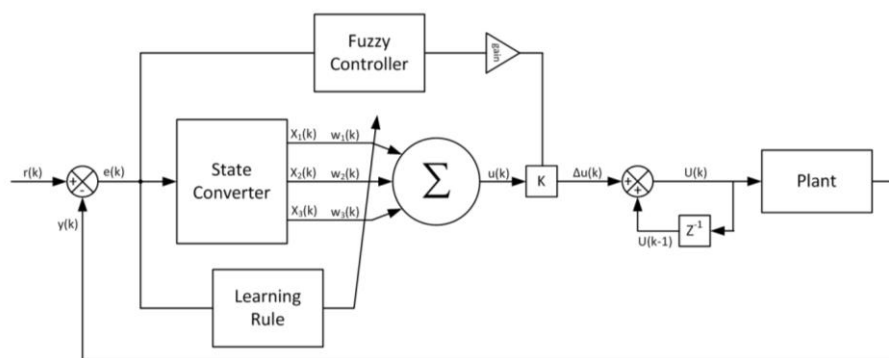 Fuzzy
Controller
gain
X₁(k) w₁(k)
r(k) + e(k) State
Converter X₂(k) w₂(k) Σ u(k) K Δu(k) + U(k) Plant
-
+
y(k)
X₃(k) w₃(k)
U(k-1) Z⁻¹
Learning
Rule